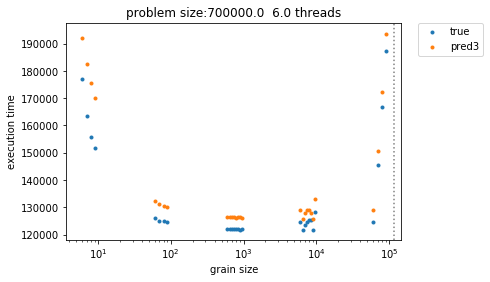 problem size:700000.0  6.0 threads
true
pred3
190000
180000
170000
160000
150000
140000
130000
120000
execution time
10¹
10²
10³
10⁴
10⁵
grain size